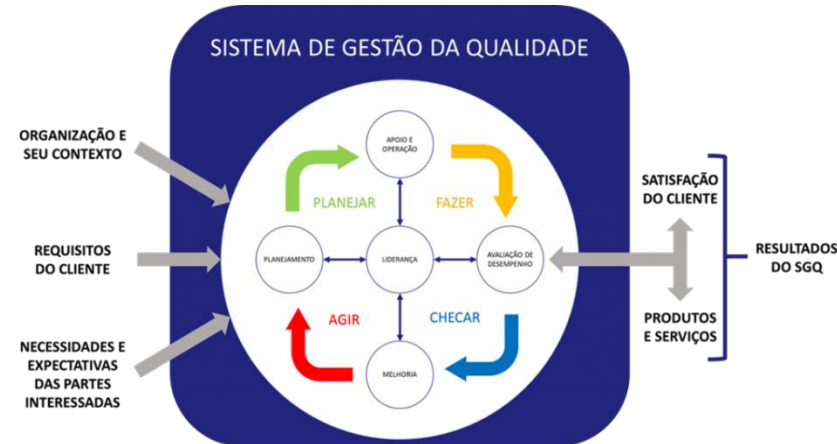 SISTEMA DE GESTÃO DA QUALIDADE
ORGANIZAÇÃO E
SEU CONTEXTO
REQUISITOS
DO CLIENTE
NECESSIDADES E
EXPECTATIVAS
DAS PARTES
INTERESSADAS
APOIO E
OPERAÇÃO
PLANEJAR
FAZER
PLANEJAMENTO
LIDERANÇA
AVALIAÇÃO DE
DESEMPENHO
AGIR
CHECAR
MELHORIA
SATISFAÇÃO
DO CLIENTE
PRODUTOS
E SERVIÇOS
RESULTADOS
DO SGQ